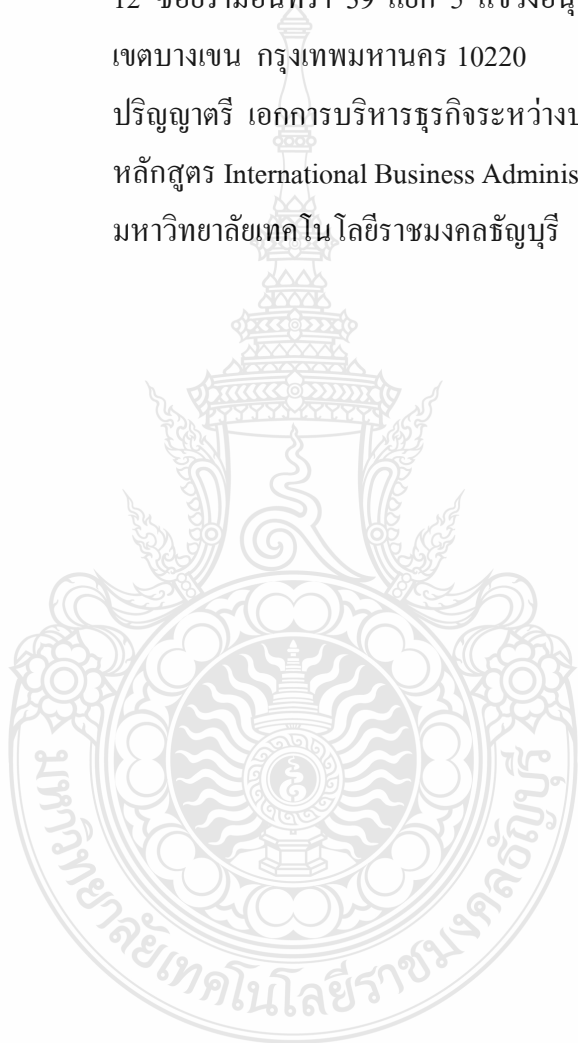 12 ซอยรามอินทรา 39 แยก 5
เขตบางเขน กรุงเทพมหานคร 10220
ปริญญาตรี เอกการบริหารธุรกิจระหว่าง
หลักสูตร International Business
มหาวิทยาลัยเทคโนโลยีราชมงคลธัญบุรี
มหาวิทยาลัยเทคโนโลยีราชมงคลธัญบุรี